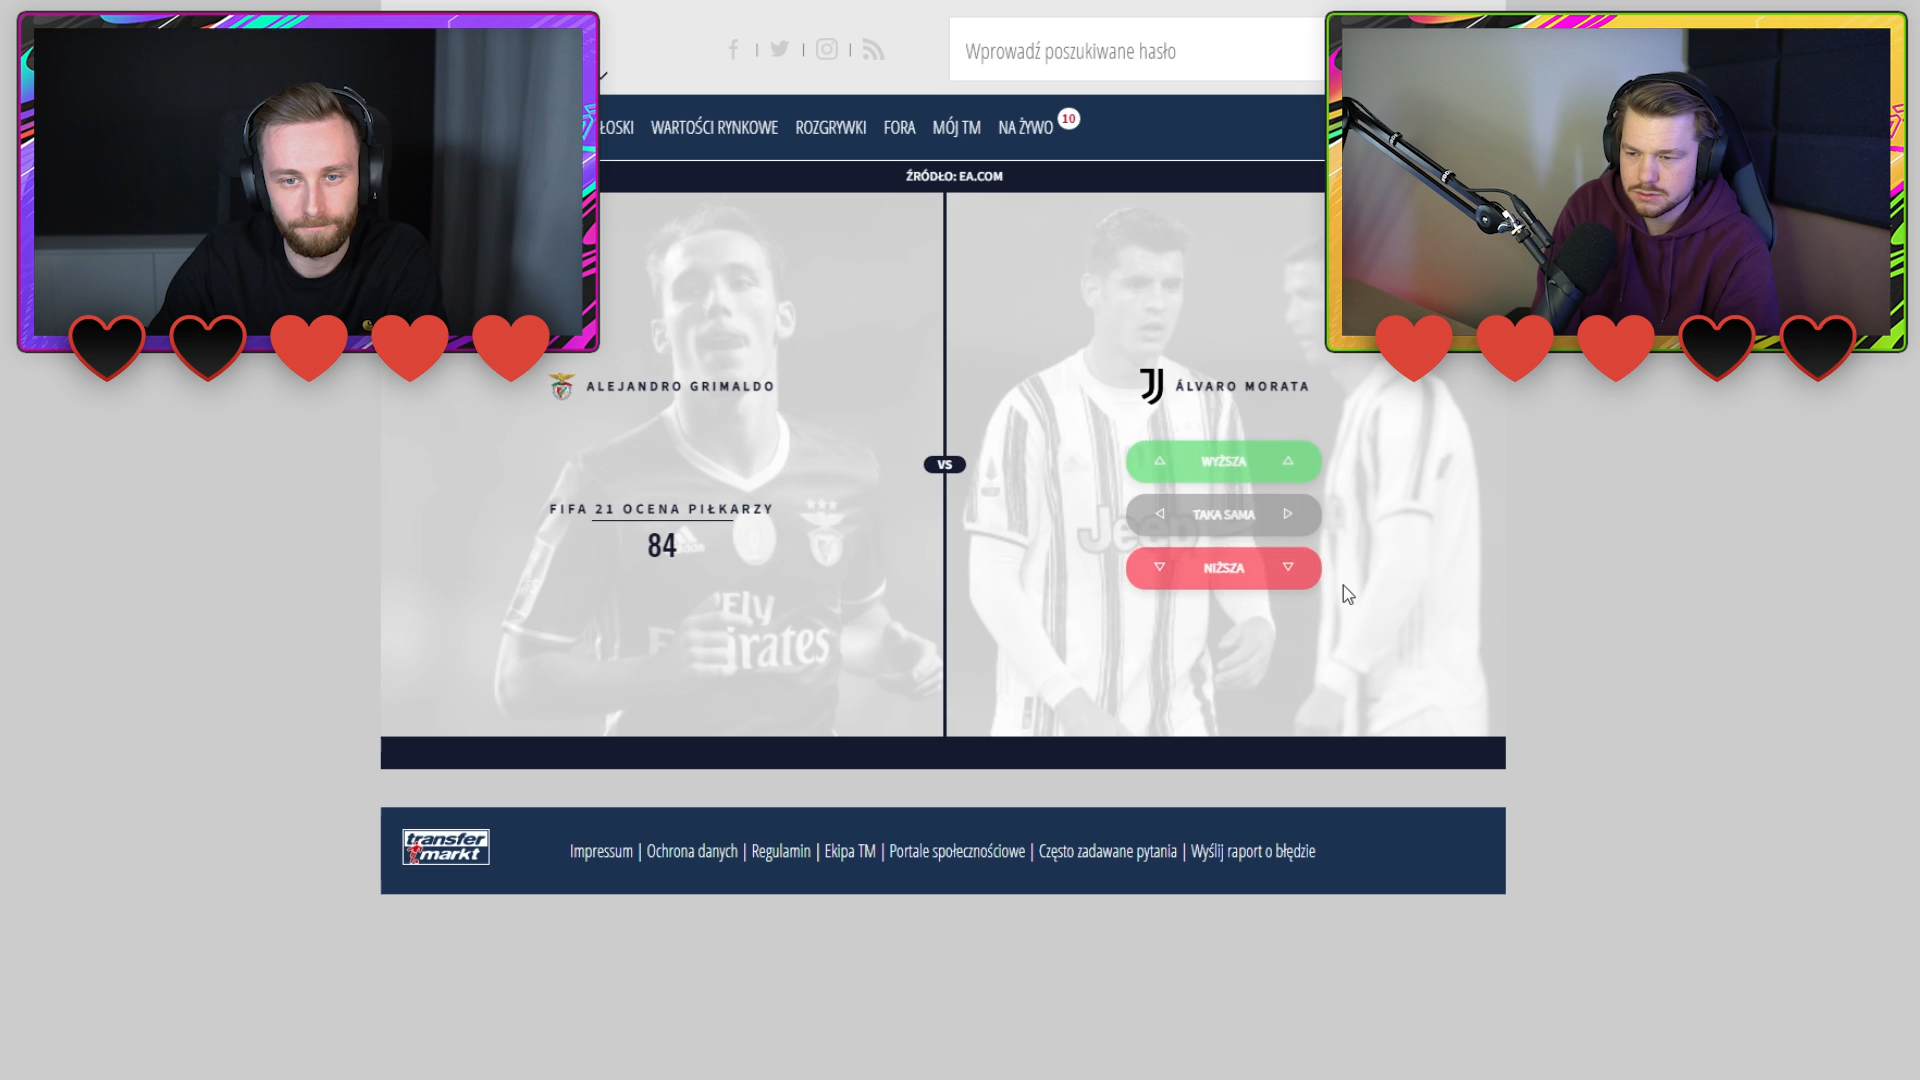 Wprowadź poszukiwane hasło
ŁOSKI WARTOŚCI RYNKOWE ROZGRYWKI FORA MÓJ TM NA ŻYWO 10
ŹRÓDŁO: EA.COM
ALEJANDRO GRIMALDO
ÁLVARO MORATA
VS
WYŻSZA
TAKA SAMA
NIŻSZA
FIFA 21 OCENA PIŁKARZY
84
Jeep
Fly
Emirates
transfer
markt
Impressum | Ochrona danych | Regulamin | Ekipa TM | Portale społecznościowe | Często zadawane pytania | Wyślij raport o błędzie